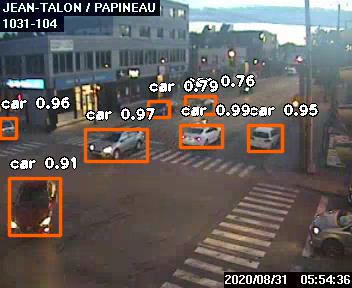 JEAN-TALON / PAPINEAU
1031-104
car 0.76
car 0.79
car 0.96
car 0.97
car 0.99
car 0.95
car 0.91
2020/08/31 05:54:36